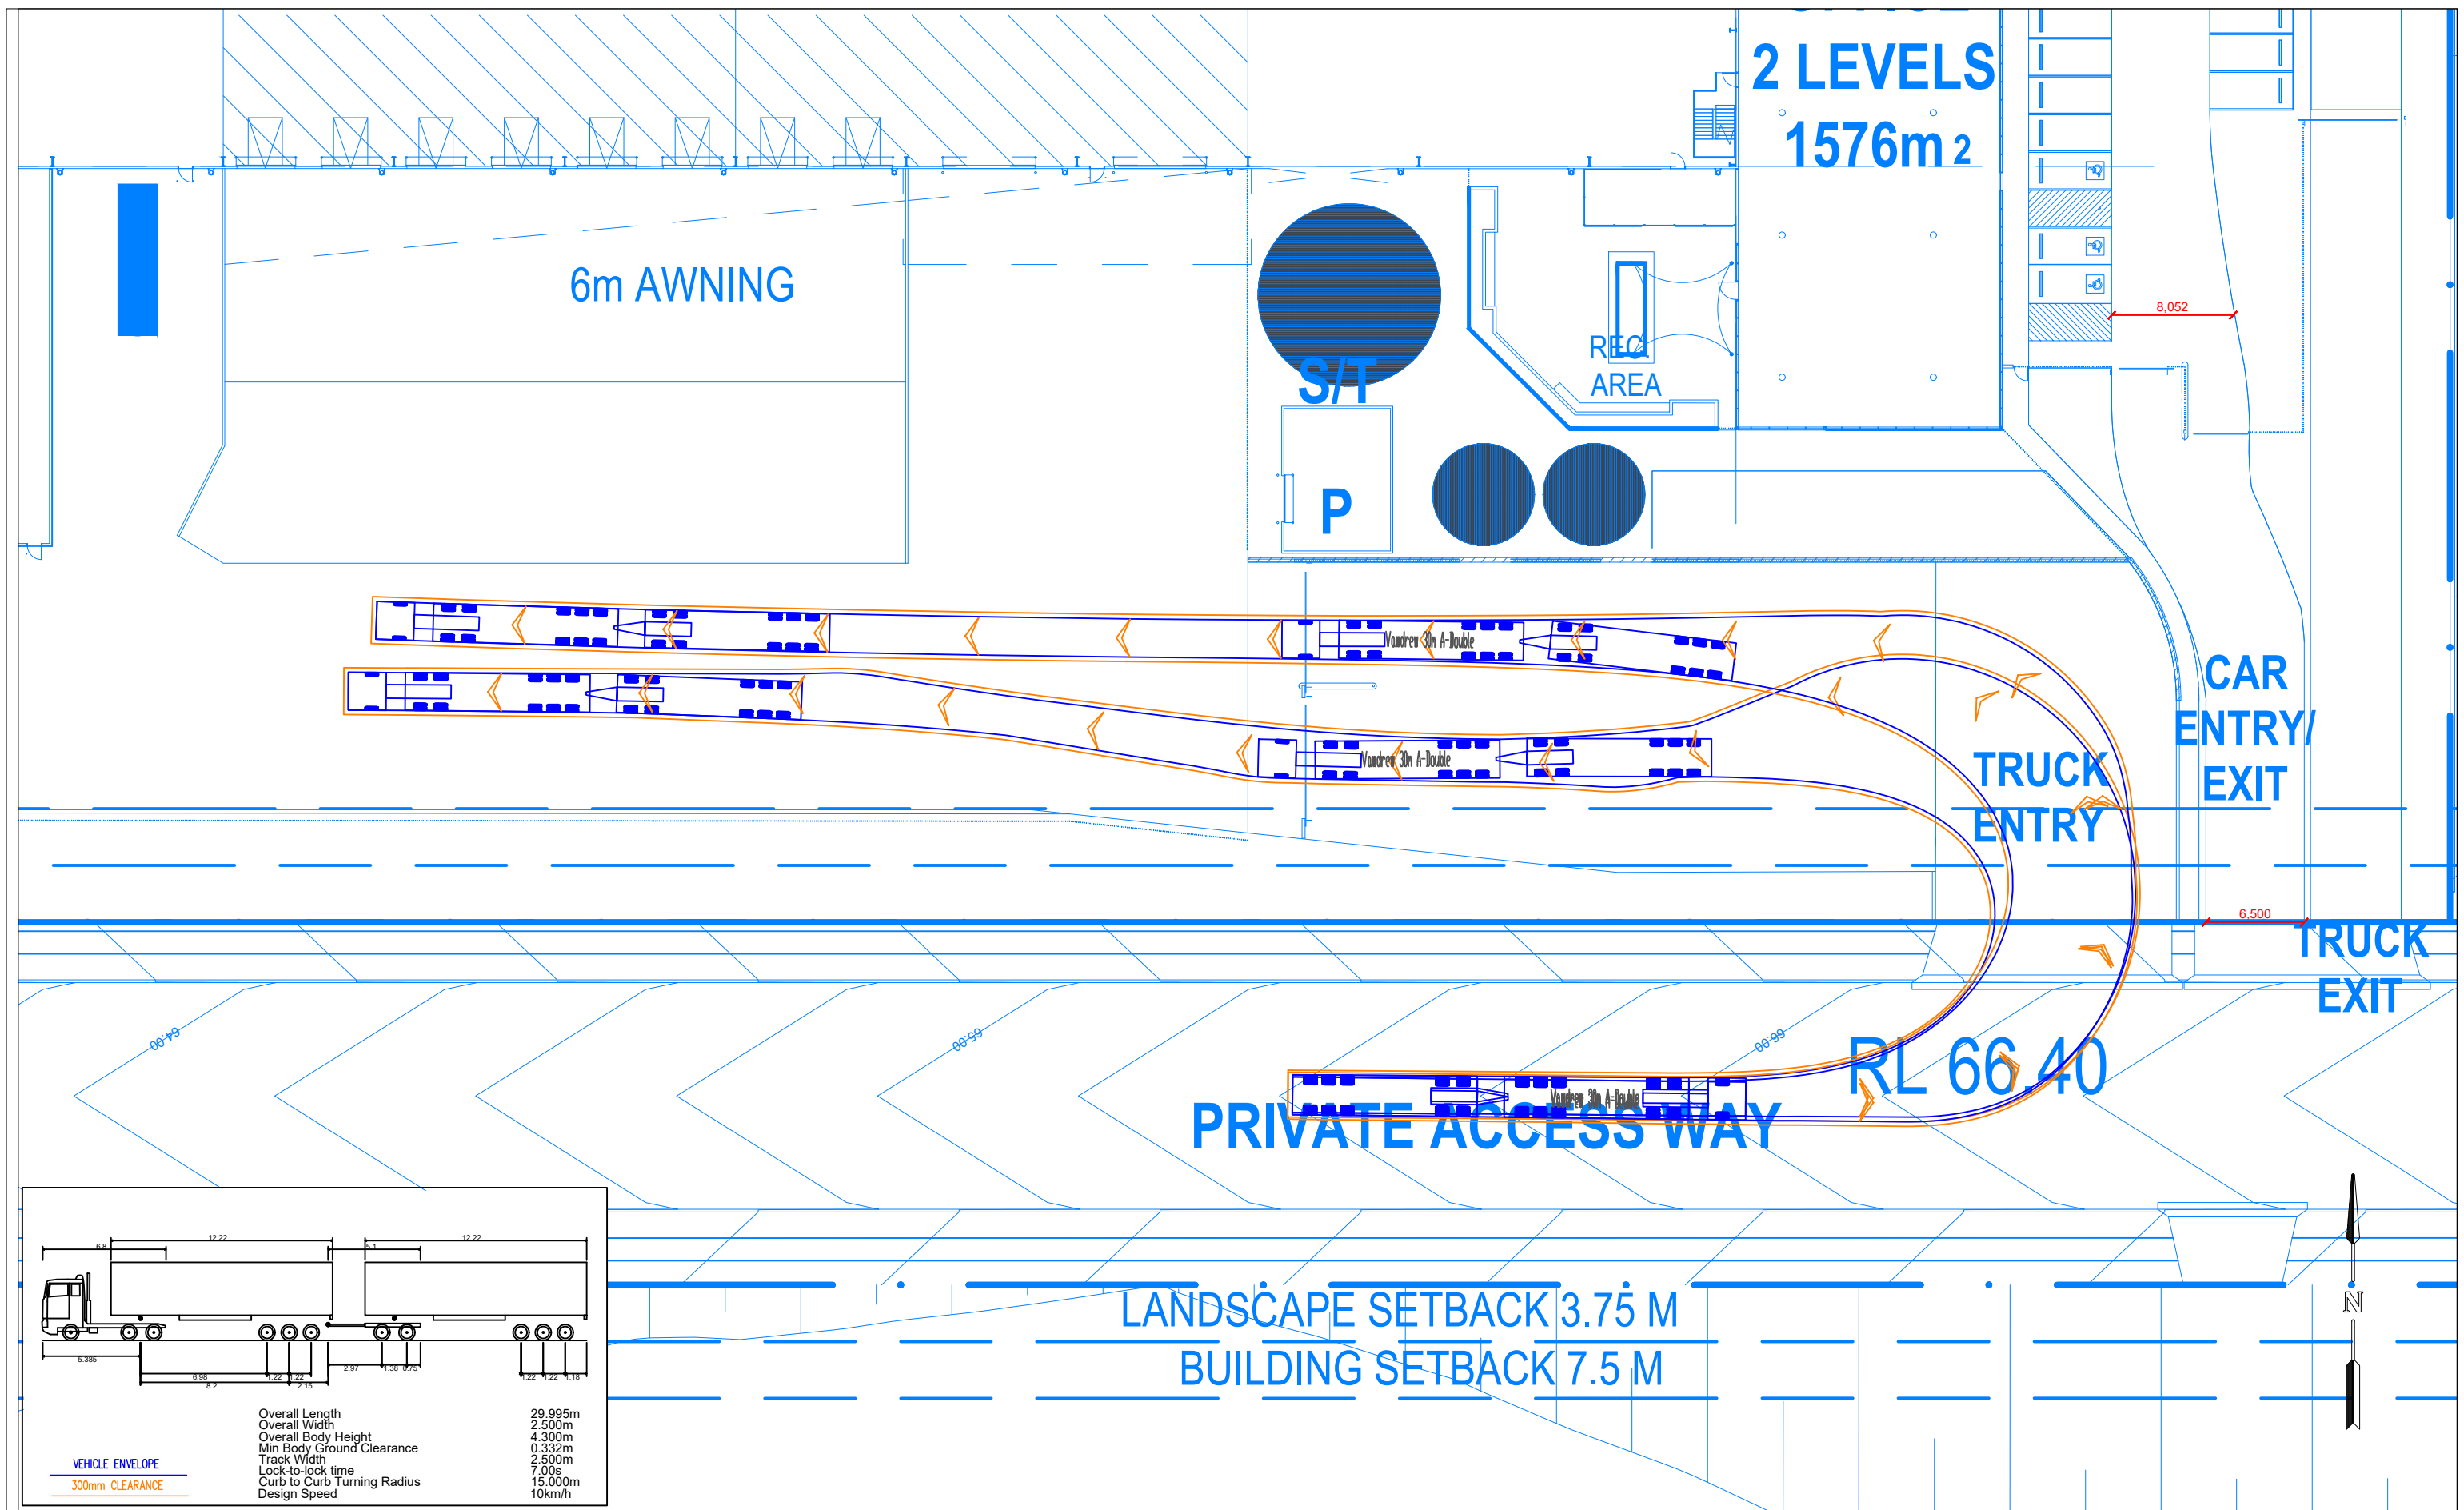 2 LEVELS
1576m 2
6m AWNING
8,052
REC.
AREA
S/T
P
Vawdrey 30m A-Double
Vawdrey 30m A-Double
CAR
ENTRY/
EXIT
TRUCK
ENTRY
6,500
TRUCK
EXIT
64.00
65.00
66.00
RL 66.40
Vawdrey 30m A-Double
PRIVATE ACCESS WAY
LANDSCAPE SETBACK 3.75 M
BUILDING SETBACK 7.5 M
N
6.8
12.22
5.1
12.22
5.385
6.98
1.22
1.22
8.2
2.15
2.97
1.38
0.75
1.22
1.22
1.18
Overall Length 29.995m
Overall Width 2.500m
Overall Body Height 4.300m
Min Body Ground Clearance 0.332m
Track Width 2.500m
Lock-to-lock time 7.00s
Curb to Curb Turning Radius 15.000m
Design Speed 10km/h
VEHICLE ENVELOPE
300mm CLEARANCE